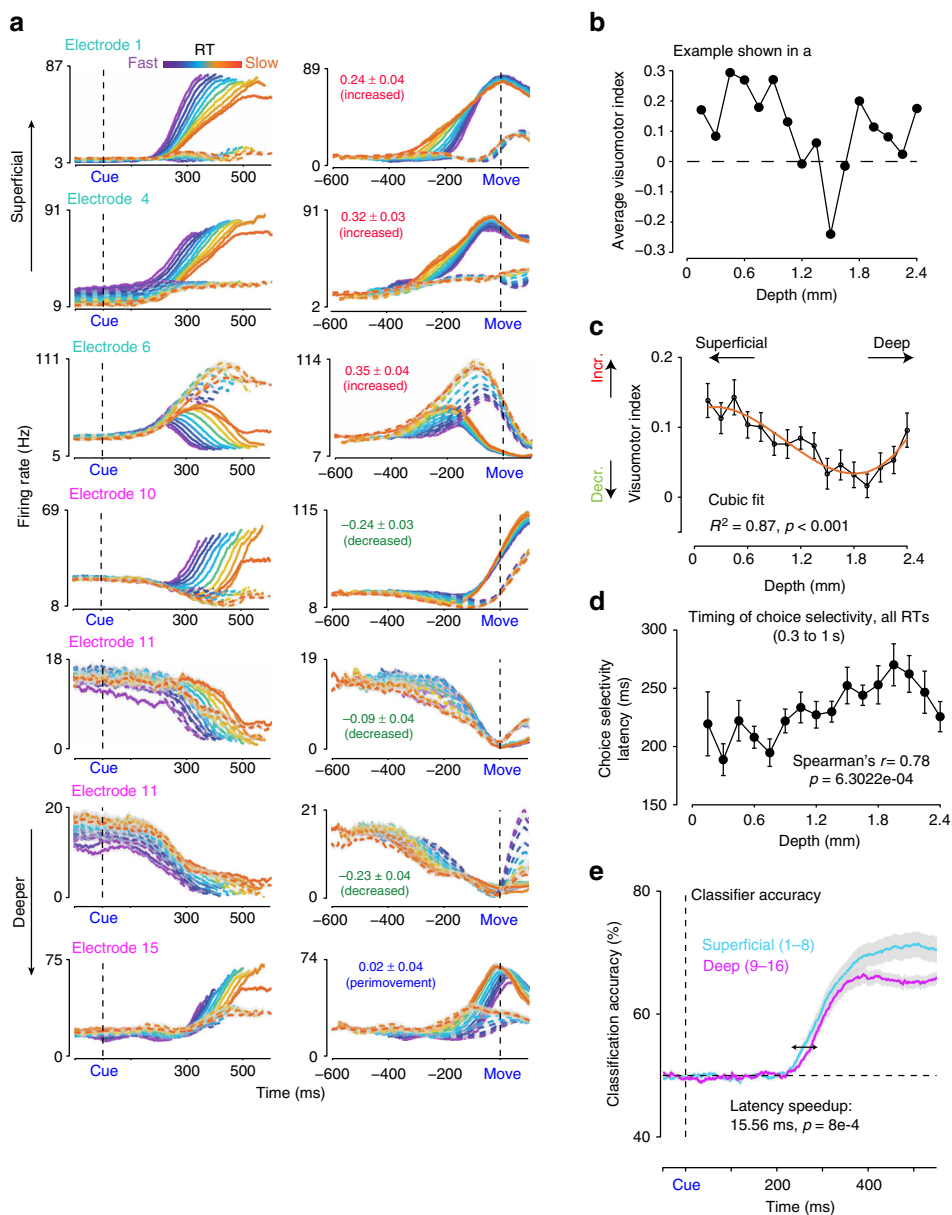 a
Electrode 1
RT
Fast
Slow
87
3
Cue
300
500
89
0
0.24 ± 0.04
(increased)
−600
−400
−200
Move
Superficial
Electrode 4
91
9
Cue
300
500
91
2
0.32 ± 0.03
(increased)
−600
−400
−200
Move
Electrode 6
111
5
Cue
300
500
114
7
0.35 ± 0.04
(increased)
−600
−400
−200
Move
Firing rate (Hz)
Electrode 10
69
8
Cue
300
500
115
8
−0.24 ± 0.03
(decreased)
−600
−400
−200
Move
Electrode 11
18
0
Cue
300
500
19
0
−0.09 ± 0.04
(decreased)
−600
−400
−200
Move
Electrode 11
20
0
Cue
300
500
21
0
−0.23 ± 0.04
(decreased)
−600
−400
−200
Move
Deeper
Electrode 15
75
0
Cue
300
500
74
0
0.02 ± 0.04
(perimovement)
−600
−400
−200
Move
Time (ms)
b
Example shown in a
Average visuomotor index
0.3
0.2
0.1
0
−0.1
−0.2
−0.3
0
0.6
1.2
1.8
2.4
Depth (mm)
c
Superficial
Deep
Incr.
Decr.
Visuomotor index
0.2
0.1
0
Cubic fit
R² = 0.87, p < 0.001
0
0.6
1.2
1.8
2.4
Depth (mm)
d
Timing of choice selectivity, all RTs
(0.3 to 1 s)
Choice selectivity
latency (ms)
300
250
200
150
Spearman's r= 0.78
p = 6.3022e-04
0
0.6
1.2
1.8
2.4
Depth (mm)
e
Classifier accuracy
Superficial (1–8)
Deep (9–16)
Classification accuracy (%)
80
60
40
Latency speedup:
15.56 ms, p = 8e-4
Cue
200
400
Time (ms)